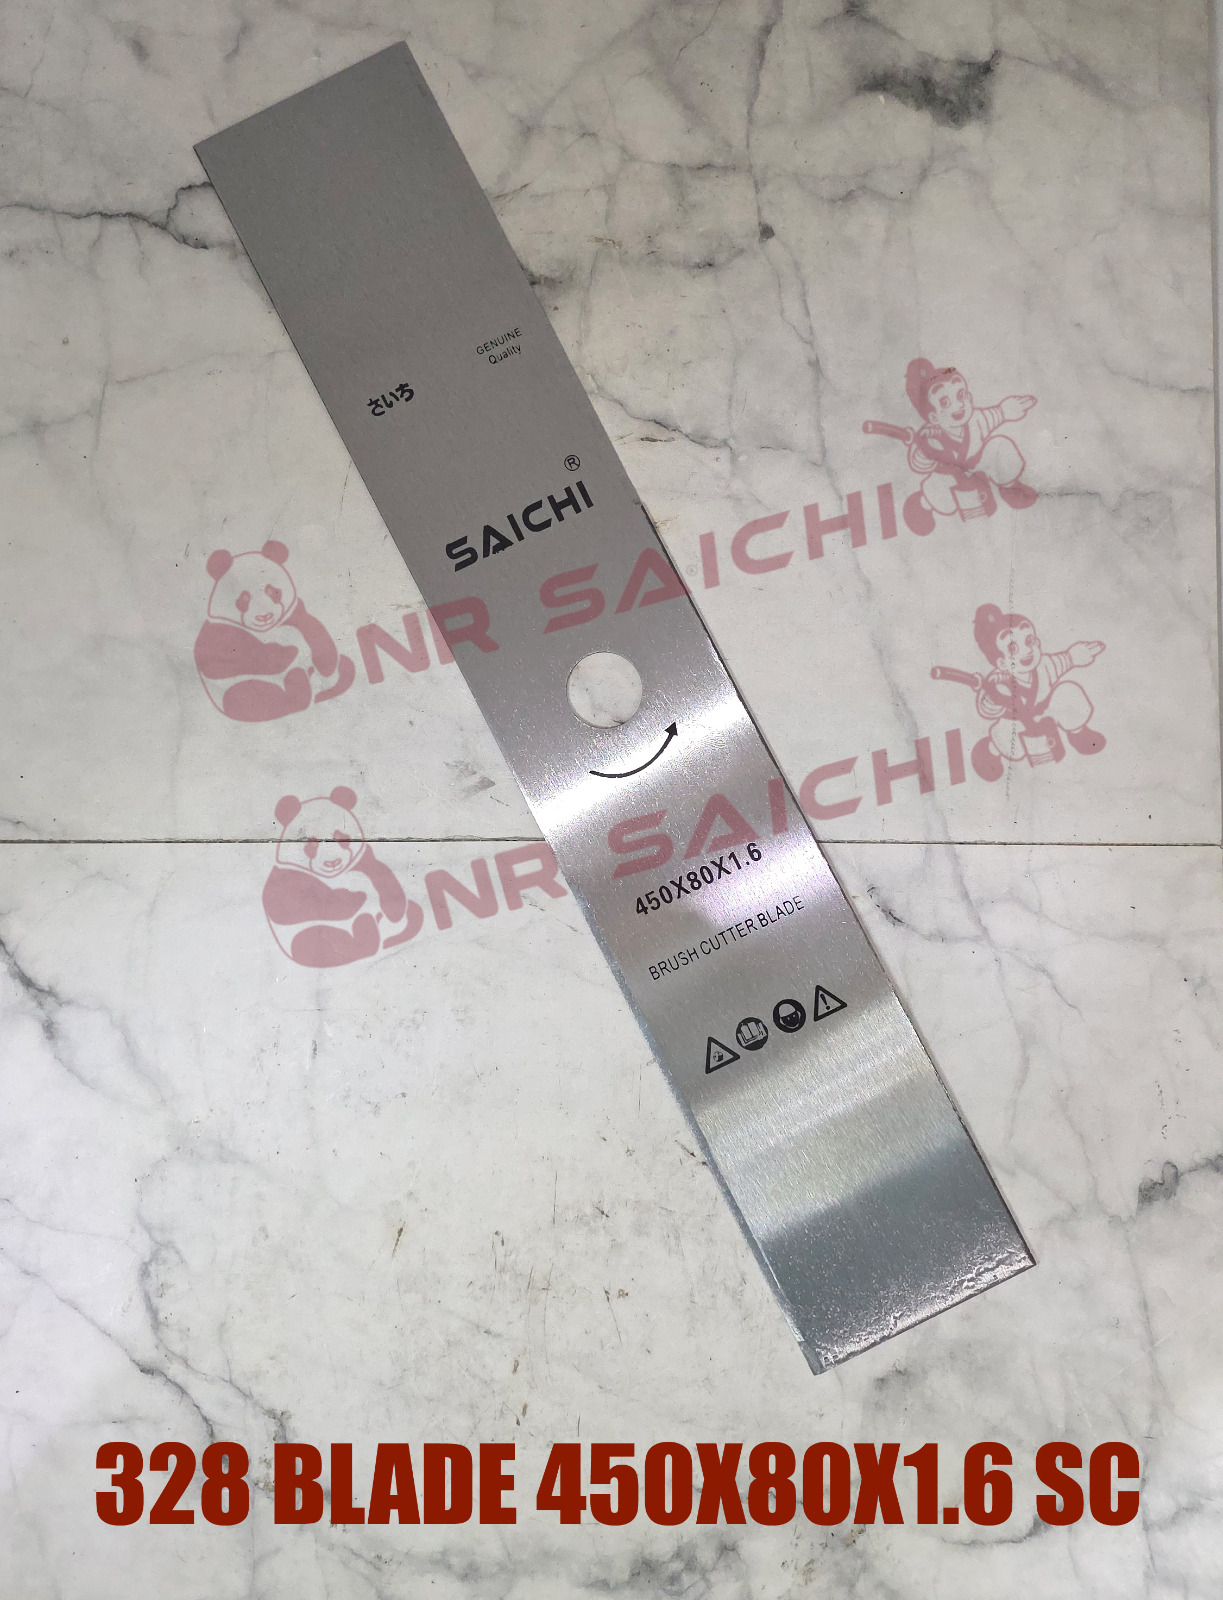 GENUINE
Quality
さいち
SAICHI®
NR SAICHI
450X80X1.6
NR SAICHI
BRUSH CUTTER BLADE
328 BLADE 450X80X1.6 SC